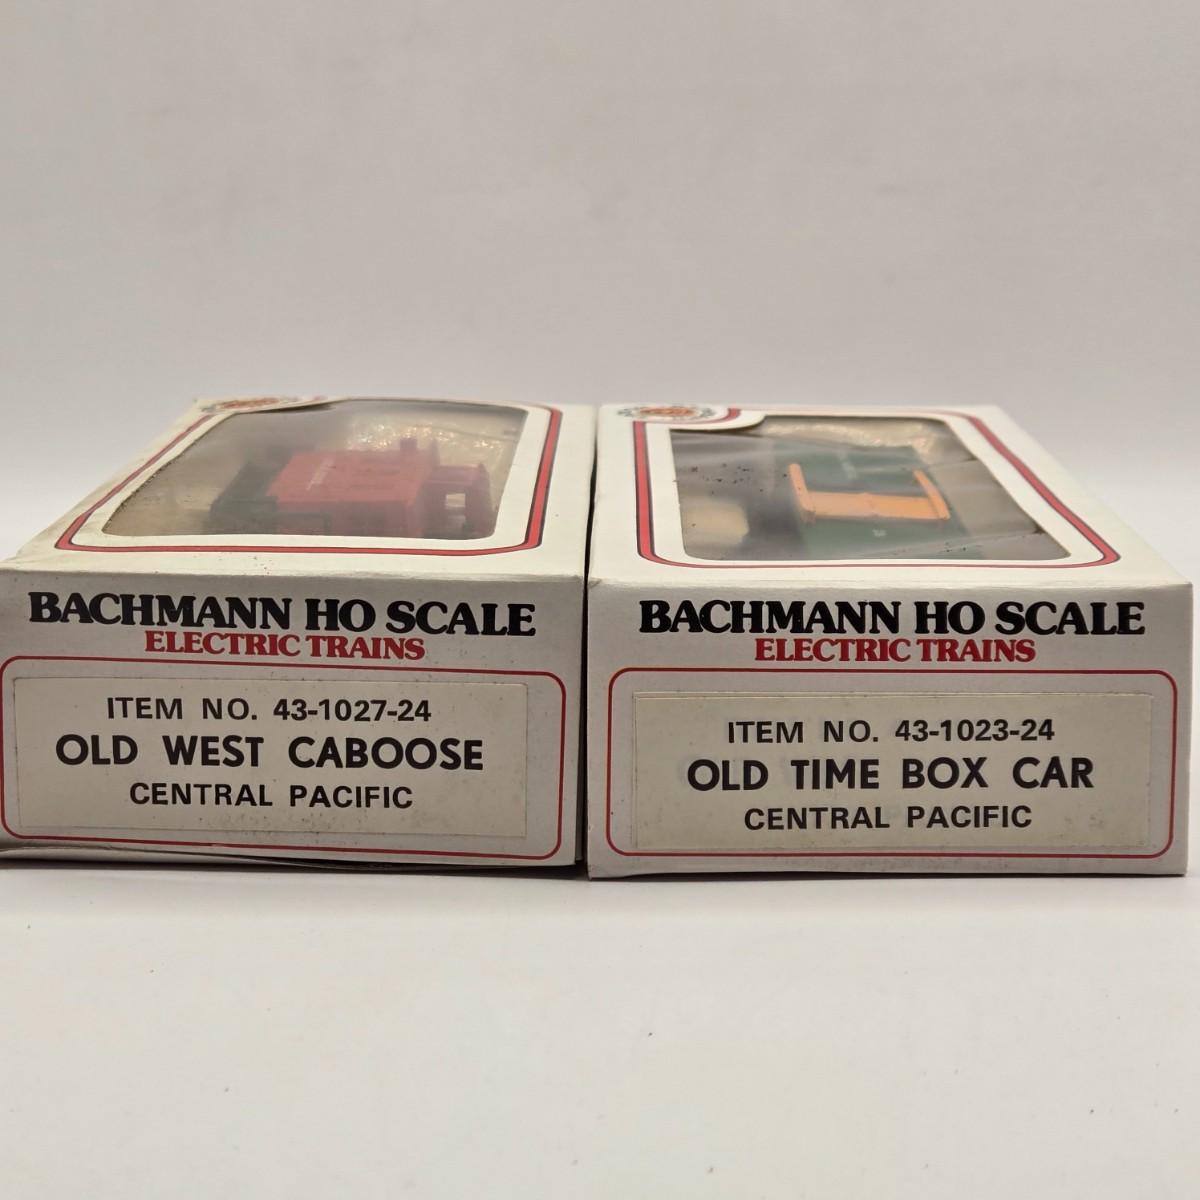 BACHMANN HO SCALE
ELECTRIC TRAINS
ITEM NO. 43-1027-24
OLD WEST CABOOSE
CENTRAL PACIFIC
BACHMANN HO SCALE
ELECTRIC TRAINS
ITEM NO. 43-1023-24
OLD TIME BOX CAR
CENTRAL PACIFIC